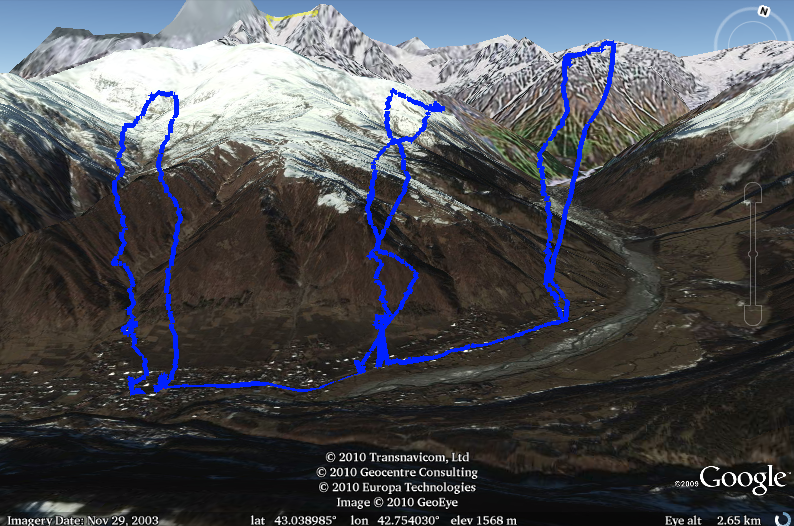 N
© 2010 Transnavicom, Ltd
© 2010 Geocentre Consulting
© 2010 Europa Technologies
Image © 2010 GeoEye
©2009 Google
Imagery Date: Nov 29, 2003 lat 43.038985° lon 42.754030° elev 1568 m Eye alt 2.65 km